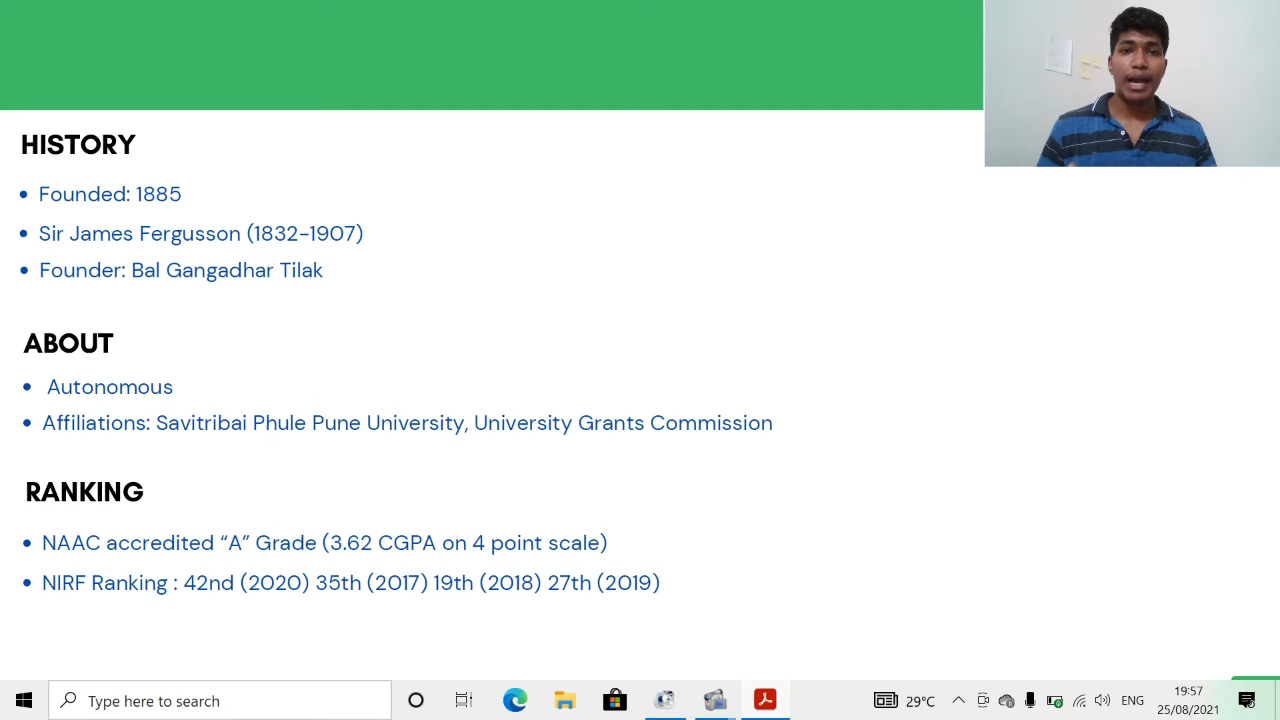 HISTORY
Founded: 1885
Sir James Fergusson (1832-1907)
Founder: Bal Gangadhar Tilak
ABOUT
Autonomous
Affiliations: Savitribai Phule Pune University, University Grants Commission
RANKING
NAAC accredited “A” Grade (3.62 CGPA on 4 point scale)
NIRF Ranking : 42nd (2020) 35th (2017) 19th (2018) 27th (2019)
Type here to search
29°C
ENG
19:57
25/08/2021